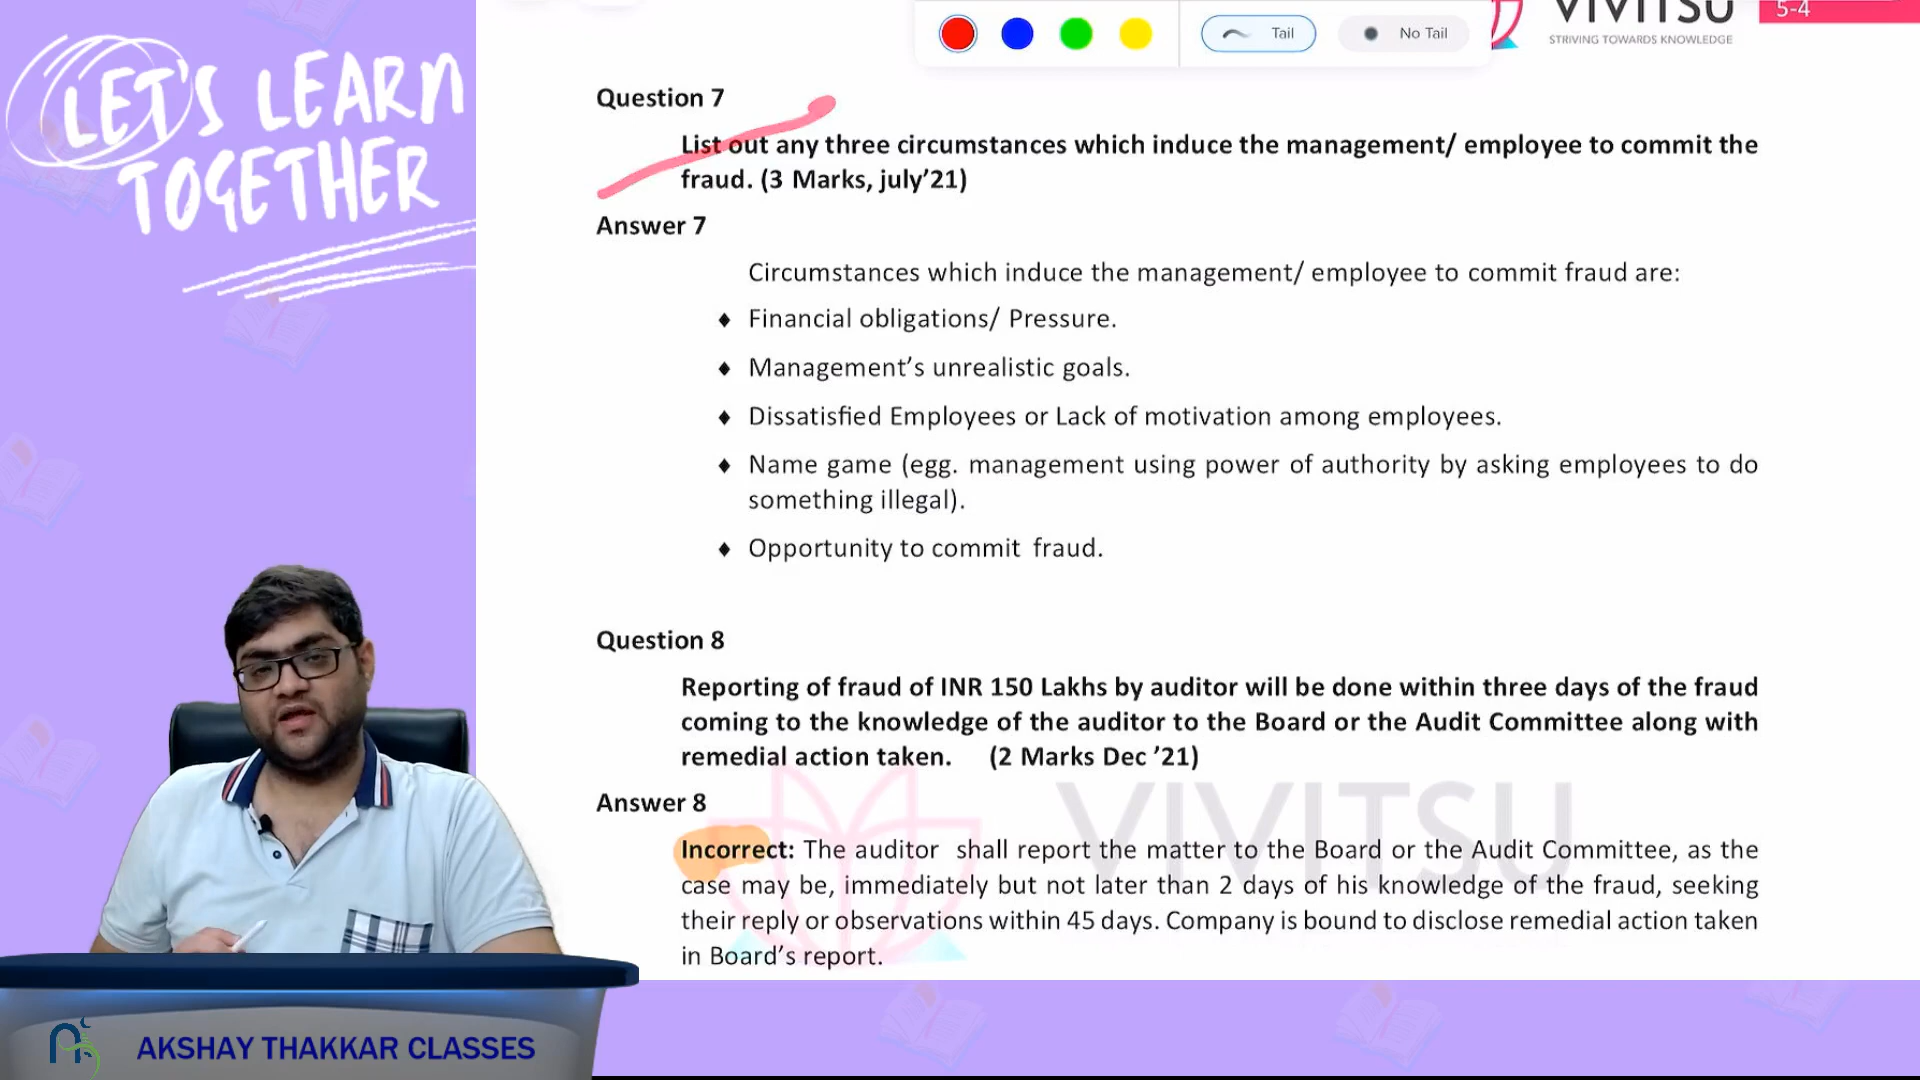 LET'S LEARN
TOGETHER
Tail
No Tail
VIVITSU
STRIVING TOWARDS KNOWLEDGE
5-4
Question 7
List out any three circumstances which induce the management/ employee to commit the
fraud. (3 Marks, july’21)
Answer 7
Circumstances which induce the management/ employee to commit fraud are:
♦ Financial obligations/ Pressure.
♦ Management’s unrealistic goals.
♦ Dissatisfied Employees or Lack of motivation among employees.
♦ Name game (egg. management using power of authority by asking employees to do
something illegal).
♦ Opportunity to commit fraud.
Question 8
Reporting of fraud of INR 150 Lakhs by auditor will be done within three days of the fraud
coming to the knowledge of the auditor to the Board or the Audit Committee along with
remedial action taken. (2 Marks Dec ’21)
Answer 8
VIVITSU
Incorrect: The auditor shall report the matter to the Board or the Audit Committee, as the
case may be, immediately but not later than 2 days of his knowledge of the fraud, seeking
their reply or observations within 45 days. Company is bound to disclose remedial action taken
in Board’s report.
AKSHAY THAKKAR CLASSES